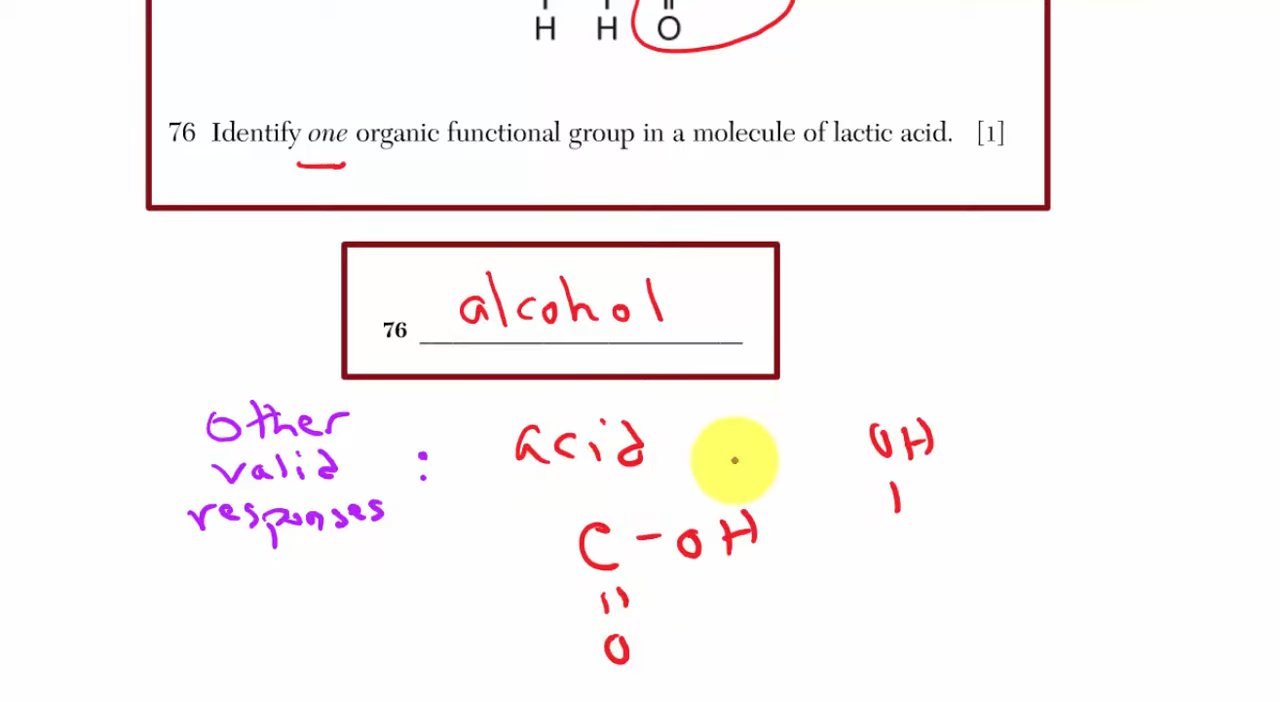 H H O
76 Identify one organic functional group in a molecule of lactic acid. [1]
alcohol
76
Other
valid :
responses
acid
OH
C-OH
O